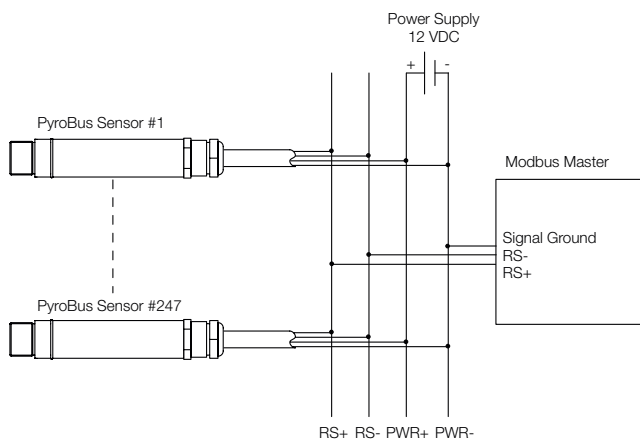 Power Supply
12 VDC
+ -
PyroBus Sensor #1
Modbus Master
Signal Ground
RS-
RS+
PyroBus Sensor #247
RS+ RS- PWR+ PWR-